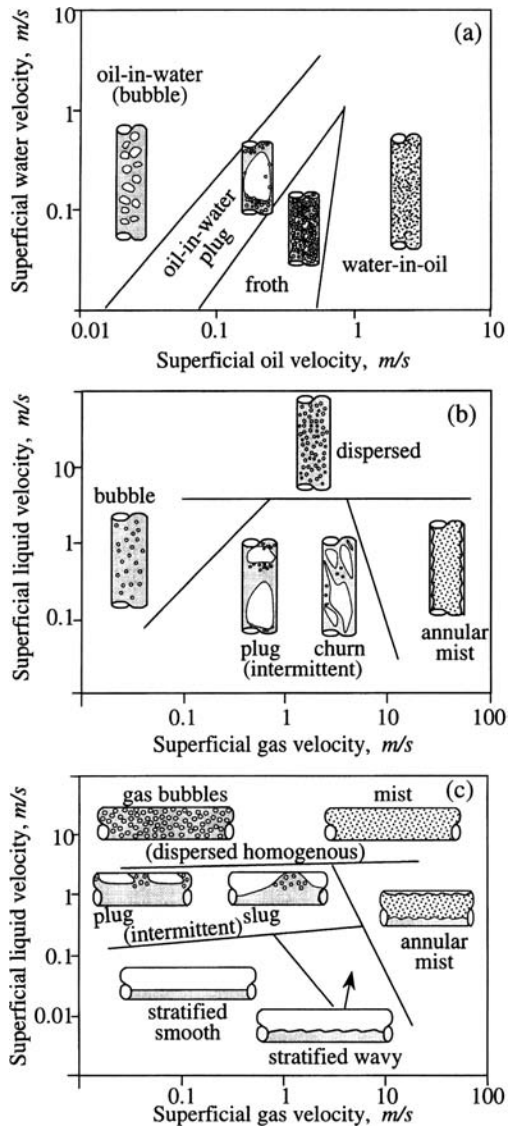 (a)
Superficial water velocity, m/s
10
1
0.1
oil-in-water
(bubble)
oil-in-water
plug
froth
water-in-oil
0.01
0.1
1
10
Superficial oil velocity, m/s
(b)
Superficial liquid velocity, m/s
10
1
0.1
dispersed
bubble
plug
churn
(intermittent)
annular
mist
0.1
1
10
100
Superficial gas velocity, m/s
(c)
Superficial liquid velocity, m/s
10
1
0.1
0.01
gas bubbles
mist
(dispersed homogenous)
plug
slug
(intermittent)
annular
mist
stratified
smooth
stratified wavy
0.1
1
10
100
Superficial gas velocity, m/s